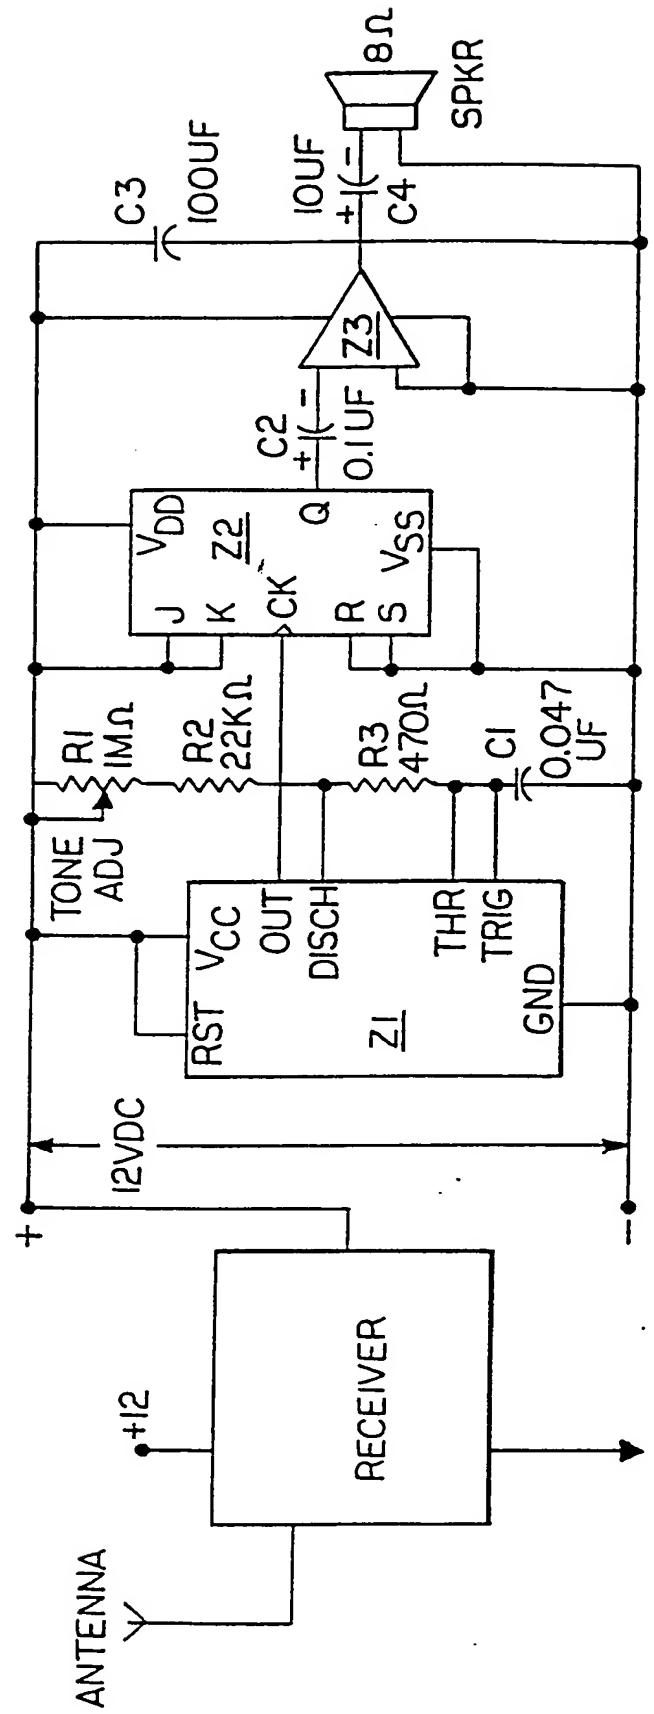 ANTENNA
+12
RECEIVER
+
12VDC
−
RST
VCC
OUT
DISCH
THR
TRIG
GND
Z1
TONE
ADJ
R1
1MΩ
R2
22KΩ
R3
470Ω
C1
0.047
UF
J
K
CK
R
S
VDD
Z2
Q
VSS
C2
+ −
0.1UF
Z3
C3
100UF
10UF
+ −
C4
8Ω
SPKR